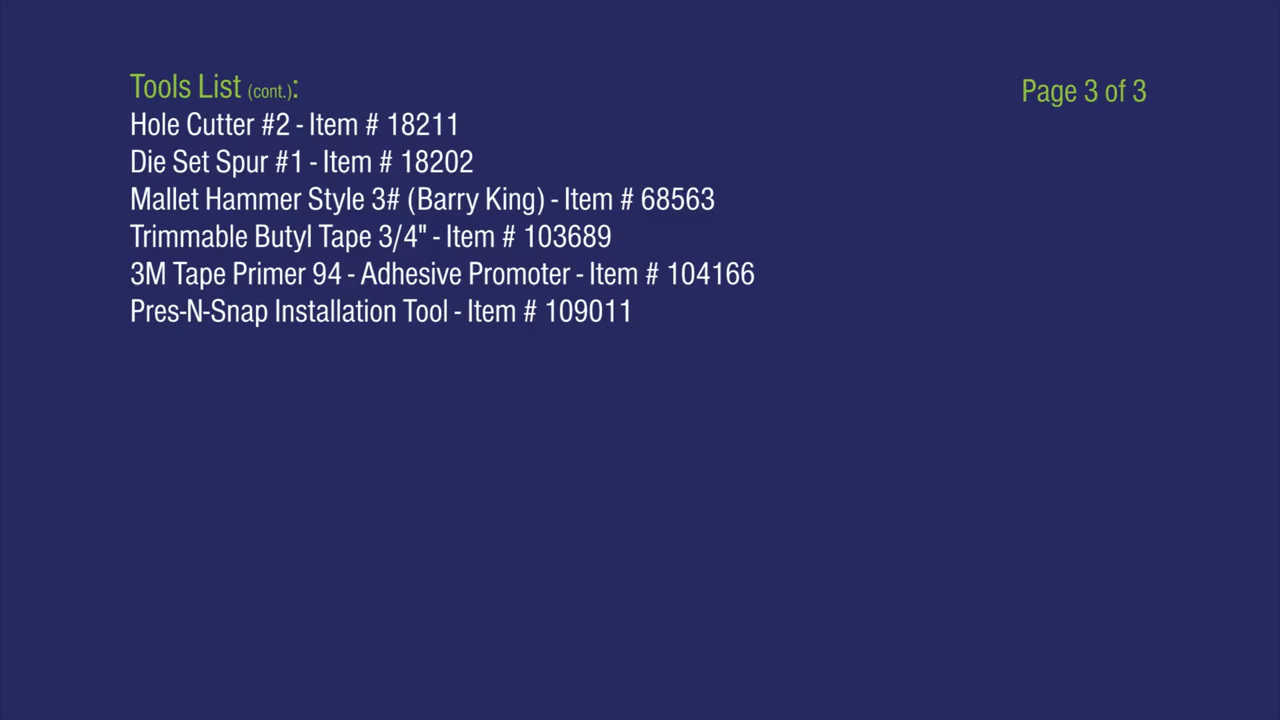 Tools List (cont.):
Page 3 of 3
Hole Cutter #2 - Item # 18211
Die Set Spur #1 - Item # 18202
Mallet Hammer Style 3# (Barry King) - Item # 68563
Trimmable Butyl Tape 3/4" - Item # 103689
3M Tape Primer 94 - Adhesive Promoter - Item # 104166
Pres-N-Snap Installation Tool - Item # 109011